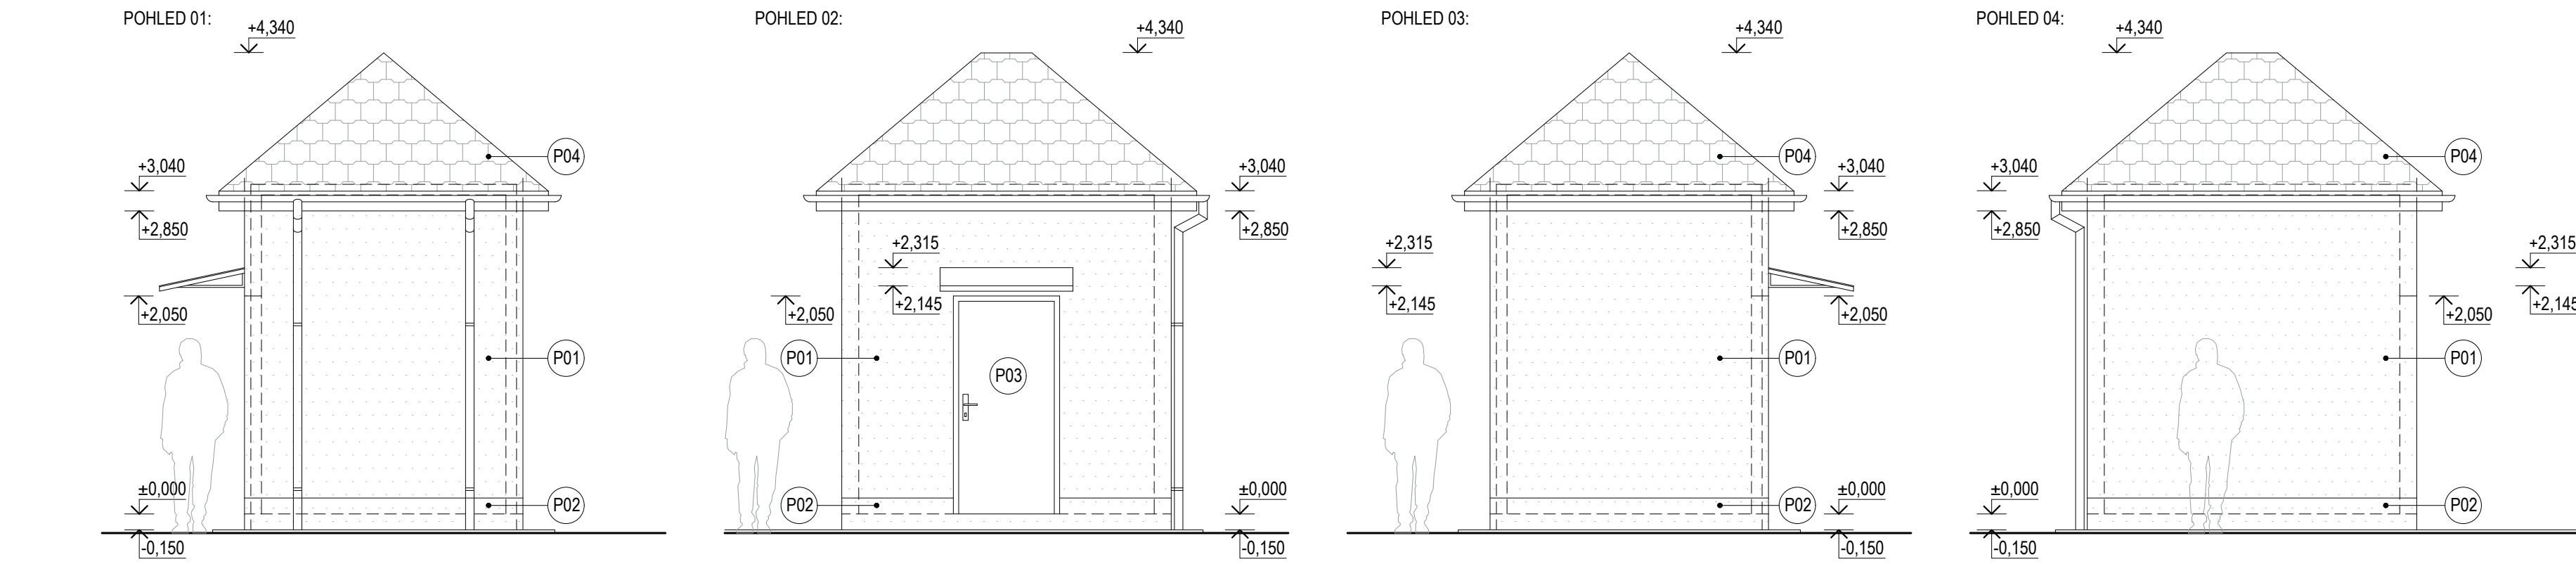 POHLED 01:
+4,340
P04
+3,040
+2,850
+2,050
P01
±0,000
P02
-0,150
POHLED 02:
+4,340
+3,040
+2,850
+2,315
+2,145
+2,050
P01
P03
P02
±0,000
-0,150
POHLED 03:
+4,340
P04
+3,040
+2,850
+2,315
+2,145
+2,050
P01
±0,000
P02
-0,150
POHLED 04:
+4,340
P04
+3,040
+2,850
+2,315
+2,145
+2,050
P01
±0,000
P02
-0,150